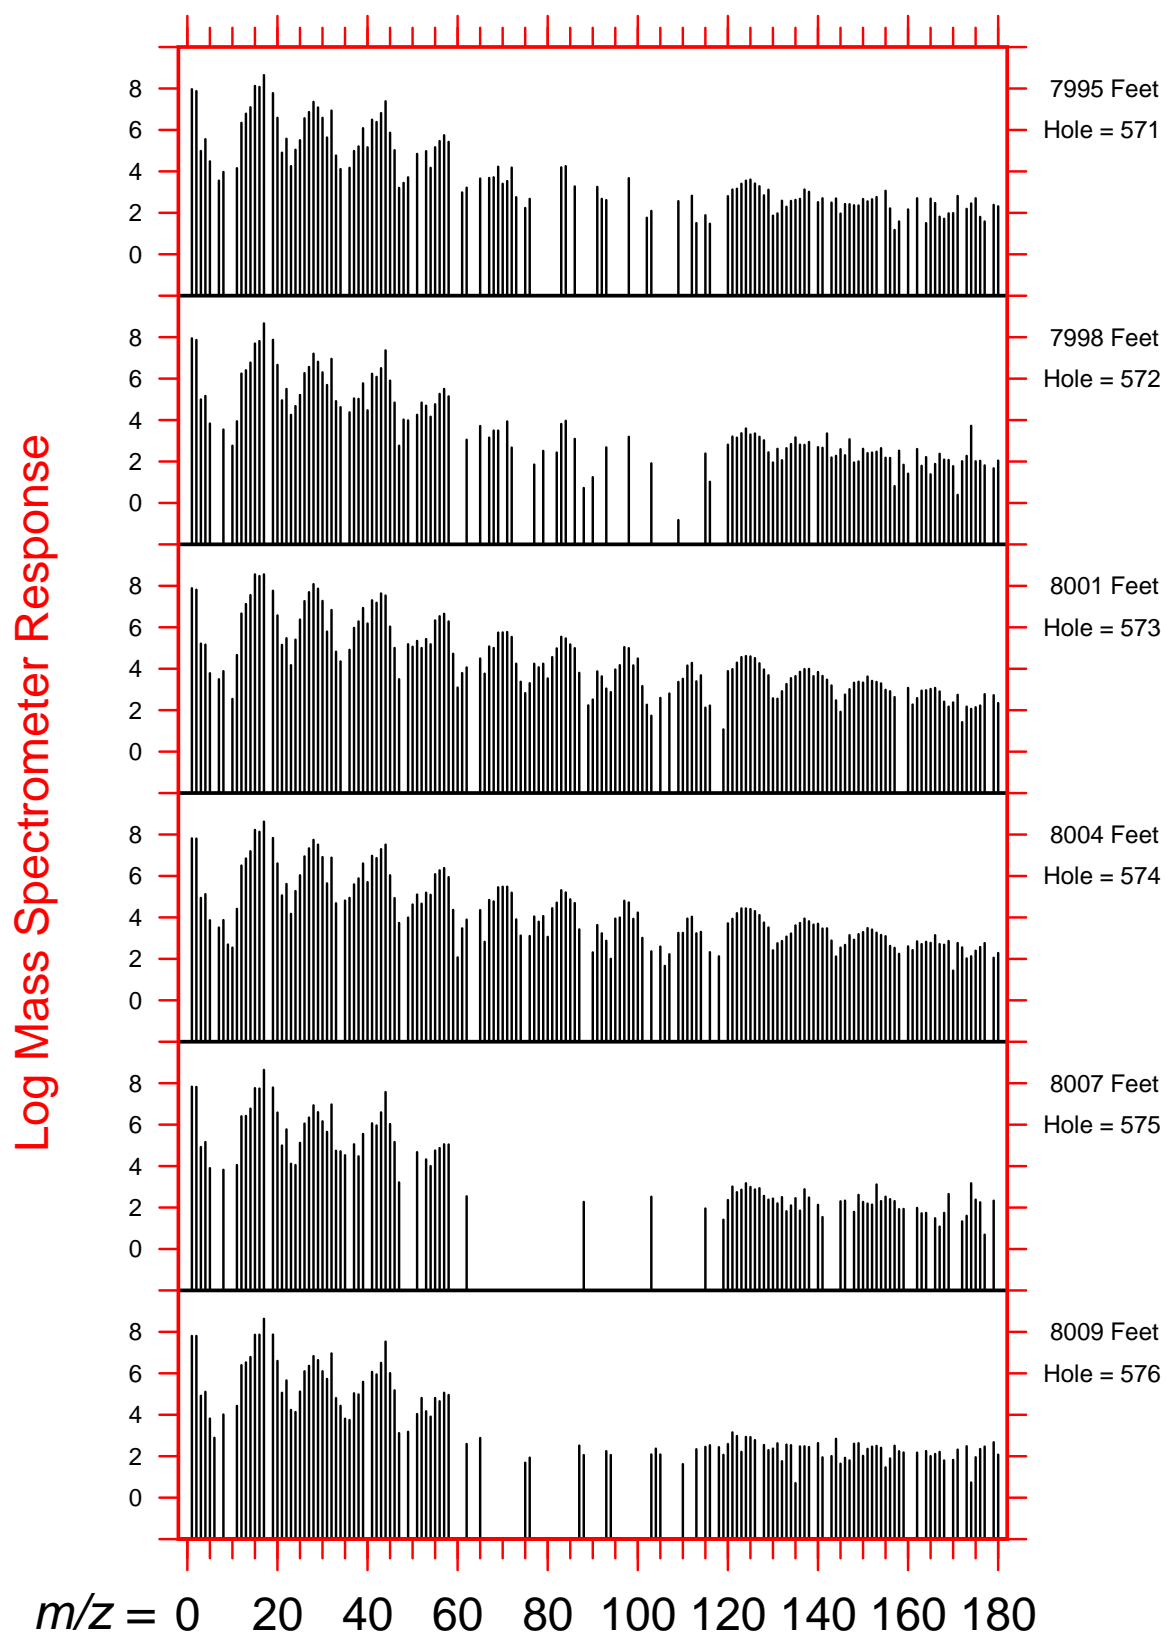 8
6
4
2
0
7995 Feet
Hole = 571
8
6
4
2
0
7998 Feet
Hole = 572
8
6
4
2
0
8001 Feet
Hole = 573
8
6
4
2
0
8004 Feet
Hole = 574
8
6
4
2
0
8007 Feet
Hole = 575
8
6
4
2
0
8009 Feet
Hole = 576
Log Mass Spectrometer Response
m/z = 0 20 40 60 80 100 120 140 160 180